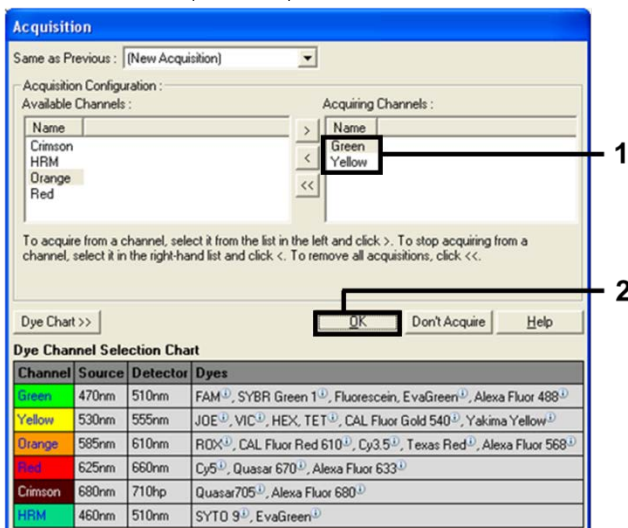 Acquisition
Same as Previous : (New Acquisition)
Acquisition Configuration :
Available Channels :
Acquiring Channels :
Name
Crimson
HRM
Orange
Red
>
<
<<
Name
Green
Yellow
1
To acquire from a channel, select it from the list in the left and click >. To stop acquiring from a
channel, select it in the right-hand list and click <. To remove all acquisitions, click <<.
2
Dye Chart >> OK Don't Acquire Help
Dye Channel Selection Chart
Channel Source Detector Dyes
Green 470nm 510nm FAM, SYBR Green 1, Fluorescein, EvaGreen, Alexa Fluor 488
Yellow 530nm 555nm JOE, VIC, HEX, TET, CAL Fluor Gold 540, Yakima Yellow
Orange 585nm 610nm ROX, CAL Fluor Red 610, Cy3.5, Texas Red, Alexa Fluor 568
Red 625nm 660nm Cy5, Quasar 670, Alexa Fluor 633
Crimson 680nm 710hp Quasar705, Alexa Fluor 680
HRM 460nm 510nm SYTO 9, EvaGreen